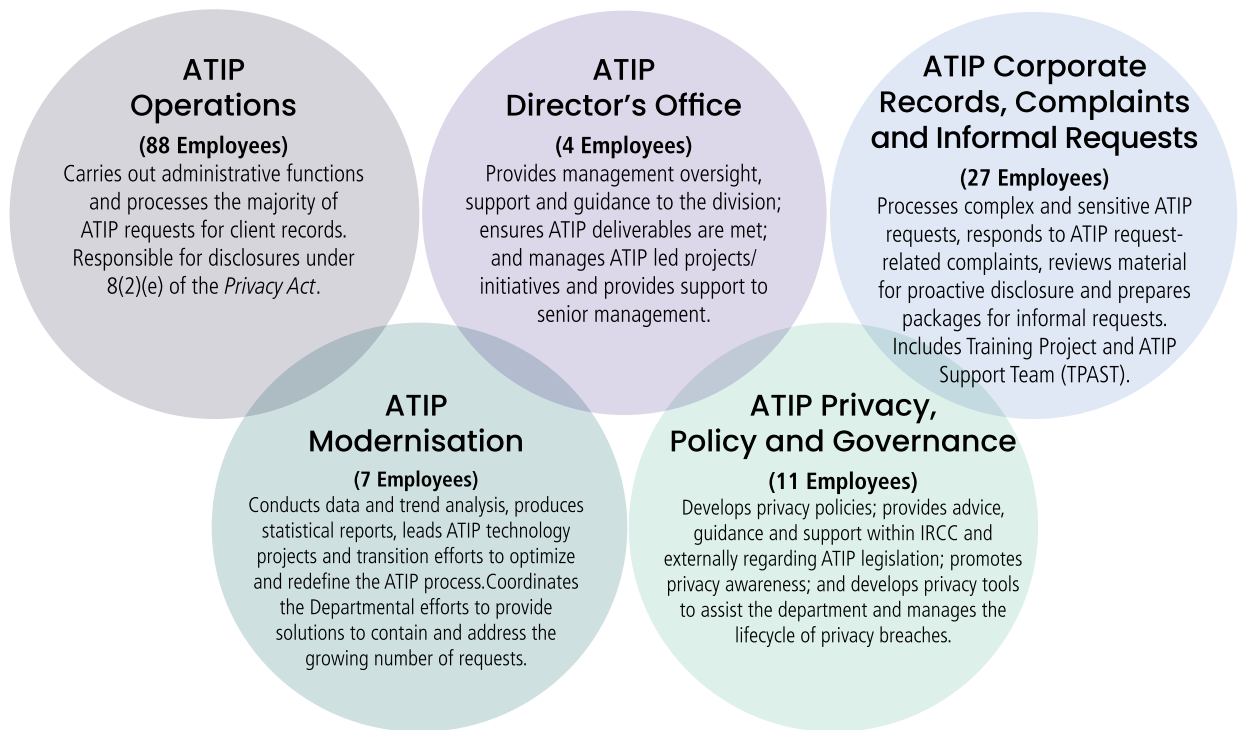 ATIP
Operations
(88 Employees)
Carries out administrative functions
and processes the majority of
ATIP requests for client records.
Responsible for disclosures under
8(2)(e) of the Privacy Act.
ATIP
Director’s Office
(4 Employees)
Provides management oversight,
support and guidance to the division;
ensures ATIP deliverables are met;
and manages ATIP led projects/
initiatives and provides support to
senior management.
ATIP Corporate
Records, Complaints
and Informal Requests
(27 Employees)
Processes complex and sensitive ATIP
requests, responds to ATIP request-
related complaints, reviews material
for proactive disclosure and prepares
packages for informal requests.
Includes Training Project and ATIP
Support Team (TPAST).
ATIP
Modernisation
(7 Employees)
Conducts data and trend analysis, produces
statistical reports, leads ATIP technology
projects and transition efforts to optimize
and redefine the ATIP process.Coordinates
the Departmental efforts to provide
solutions to contain and address the
growing number of requests.
ATIP Privacy,
Policy and Governance
(11 Employees)
Develops privacy policies; provides advice,
guidance and support within IRCC and
externally regarding ATIP legislation; promotes
privacy awareness; and develops privacy tools
to assist the department and manages the
lifecycle of privacy breaches.